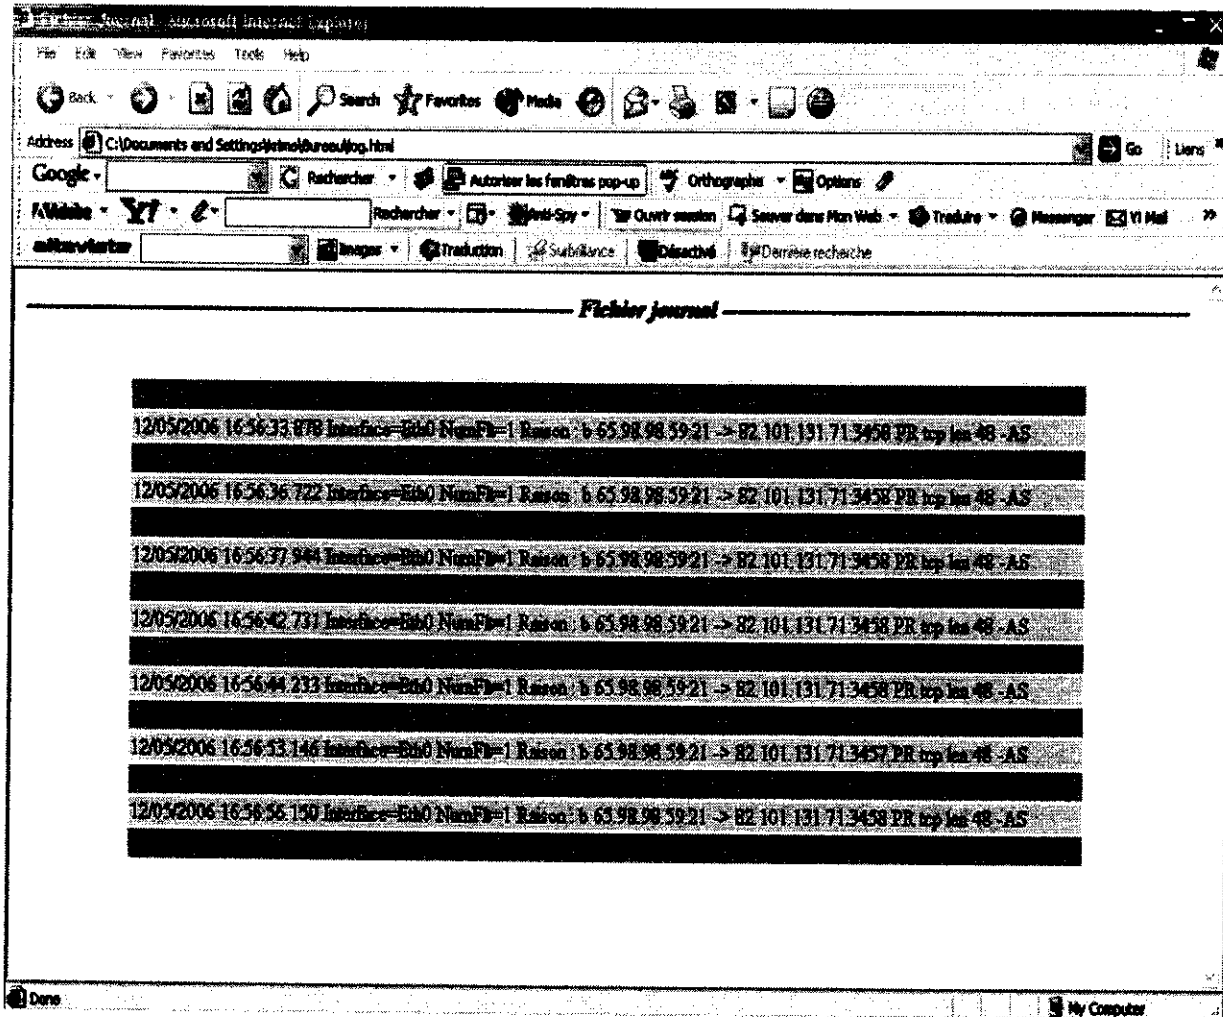 Journal - Microsoft Internet Explorer
File Edit View Favorites Tools Help
Back Search Favorites Media
Address C:\Documents and Settings\krimo\Bureau\log.html Go Liens
Google Rechercher Autoriser les fenêtres pop-up Orthographe Options
Y! Rechercher Anti-Spy Ouvrir session Sauver dans Mon Web Traduire Messenger Y! Mail
altavista Images Traduction Surbrillance Désactivé Dernière recherche
Fichier journal
12/05/2006 16:56:33.878 Interface=Eth0 NumFlt=1 Raison : b 65.98.98.59:21 -> 82.101.131.71:3458 PR tcp len 48 -AS
12/05/2006 16:56:36.722 Interface=Eth0 NumFlt=1 Raison : b 65.98.98.59:21 -> 82.101.131.71:3458 PR tcp len 48 -AS
12/05/2006 16:56:37.944 Interface=Eth0 NumFlt=1 Raison : b 65.98.98.59:21 -> 82.101.131.71:3458 PR tcp len 48 -AS
12/05/2006 16:56:42.731 Interface=Eth0 NumFlt=1 Raison : b 65.98.98.59:21 -> 82.101.131.71:3458 PR tcp len 48 -AS
12/05/2006 16:56:44.233 Interface=Eth0 NumFlt=1 Raison : b 65.98.98.59:21 -> 82.101.131.71:3458 PR tcp len 48 -AS
12/05/2006 16:56:53.146 Interface=Eth0 NumFlt=1 Raison : b 65.98.98.59:21 -> 82.101.131.71:3457 PR tcp len 48 -AS
12/05/2006 16:56:56.150 Interface=Eth0 NumFlt=1 Raison : b 65.98.98.59:21 -> 82.101.131.71:3458 PR tcp len 48 -AS
Done My Computer